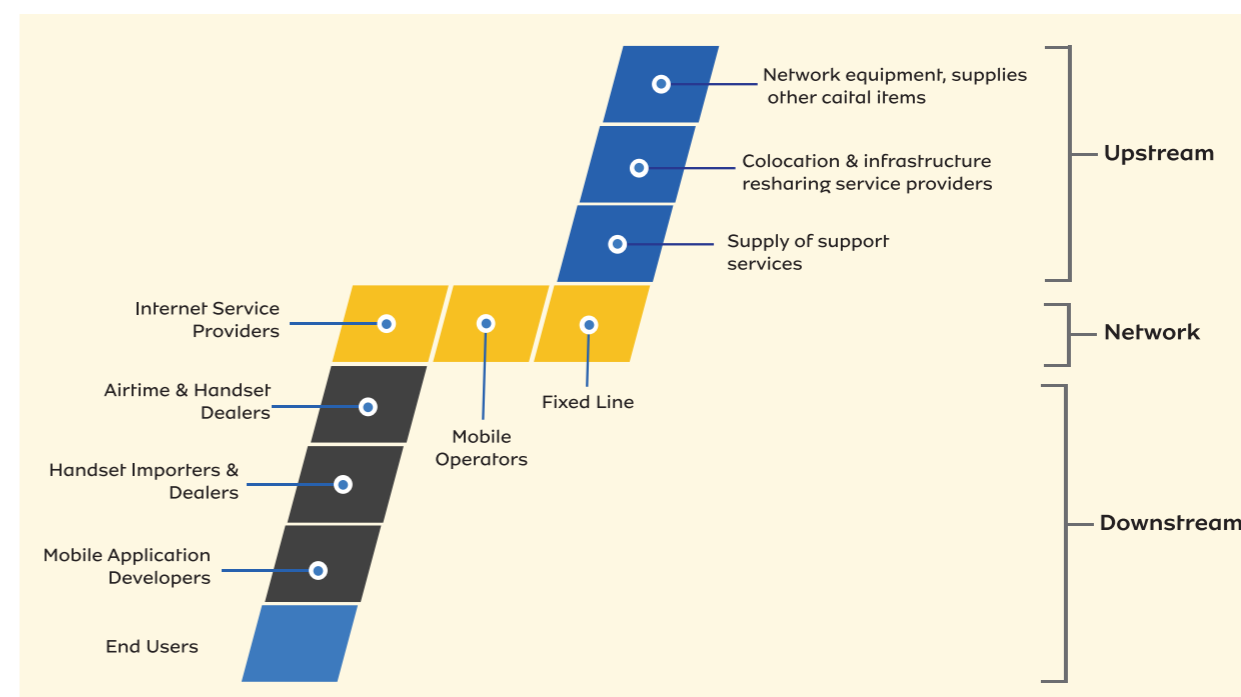 Network equipment, supplies
other caital items
Upstream
Colocation & infrastructure
resharing service providers
Supply of support
services
Internet Service
Providers
Network
Airtime & Handset
Dealers
Fixed Line
Mobile
Operators
Handset Importers &
Dealers
Downstream
Mobile Application
Developers
End Users